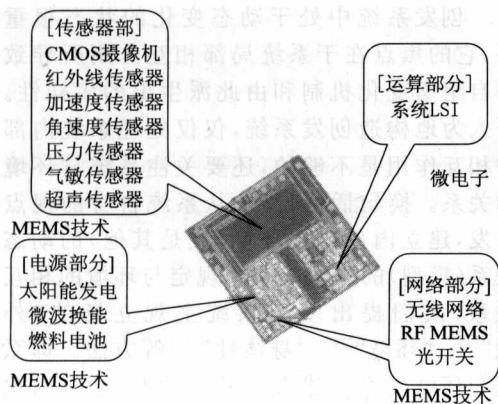 [传感器部]
CMOS摄像机
红外线传感器
加速度传感器
角速度传感器
压力传感器
气敏传感器
超声传感器
MEMS技术
[运算部分]
系统LSI
微电子
[电源部分]
太阳能发电
微波换能
燃料电池
MEMS技术
[网络部分]
无线网络
RF MEMS
光开关
MEMS技术